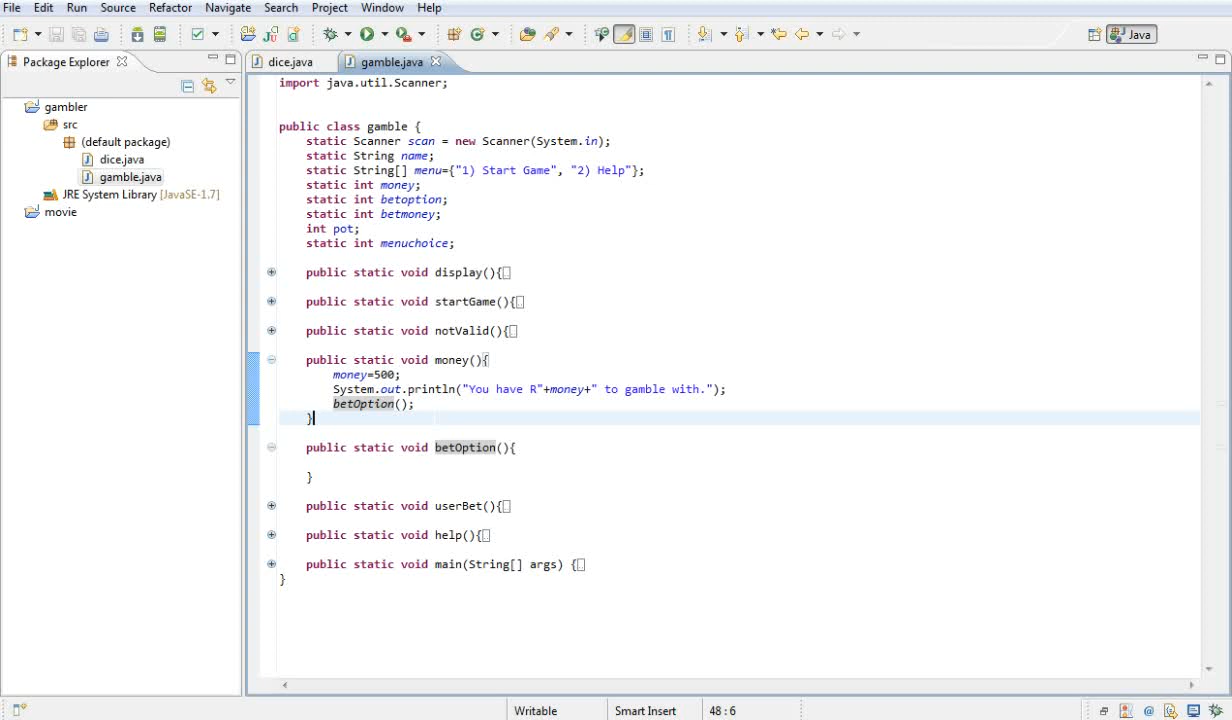 File Edit Run Source Refactor Navigate Search Project Window Help
Java
Package Explorer
dice.java
gamble.java
gambler
src
(default package)
dice.java
gamble.java
JRE System Library [JavaSE-1.7]
movie
import java.util.Scanner;
public class gamble {
static Scanner scan = new Scanner(System.in);
static String name;
static String[] menu={"1) Start Game", "2) Help"};
static int money;
static int betoption;
static int betmoney;
int pot;
static int menuchoice;
public static void display(){
public static void startGame(){
public static void notValid(){
public static void money(){
money=500;
System.out.println("You have R"+money+" to gamble with.");
betOption();
}
public static void betOption(){
}
public static void userBet(){
public static void help(){
public static void main(String[] args) {
}
Writable
Smart Insert
48 : 6